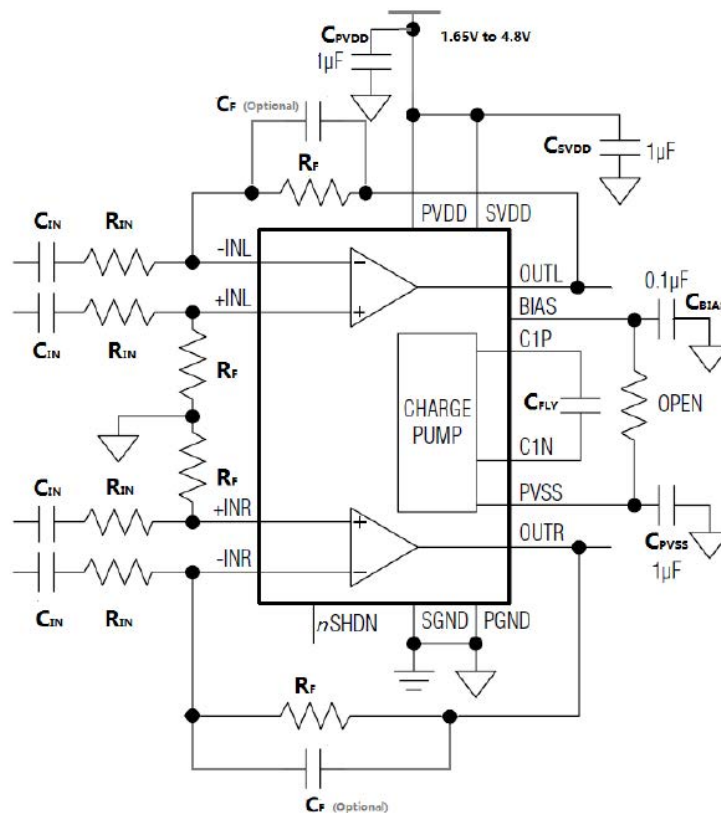 CPVDD
1.65V to 4.8V
1µF
CF (Optional)
CSVDD
1µF
RF
PVDD SVDD
CIN RIN
-INL
OUTL
0.1µF
+INL
BIAS
CBIAS
CIN RIN
C1P
RF
CFLY
OPEN
CHARGE
PUMP
C1N
RF
CIN RIN
PVSS
+INR
OUTR
CPVSS
-INR
1µF
CIN RIN
nSHDN
SGND PGND
RF
CF (Optional)